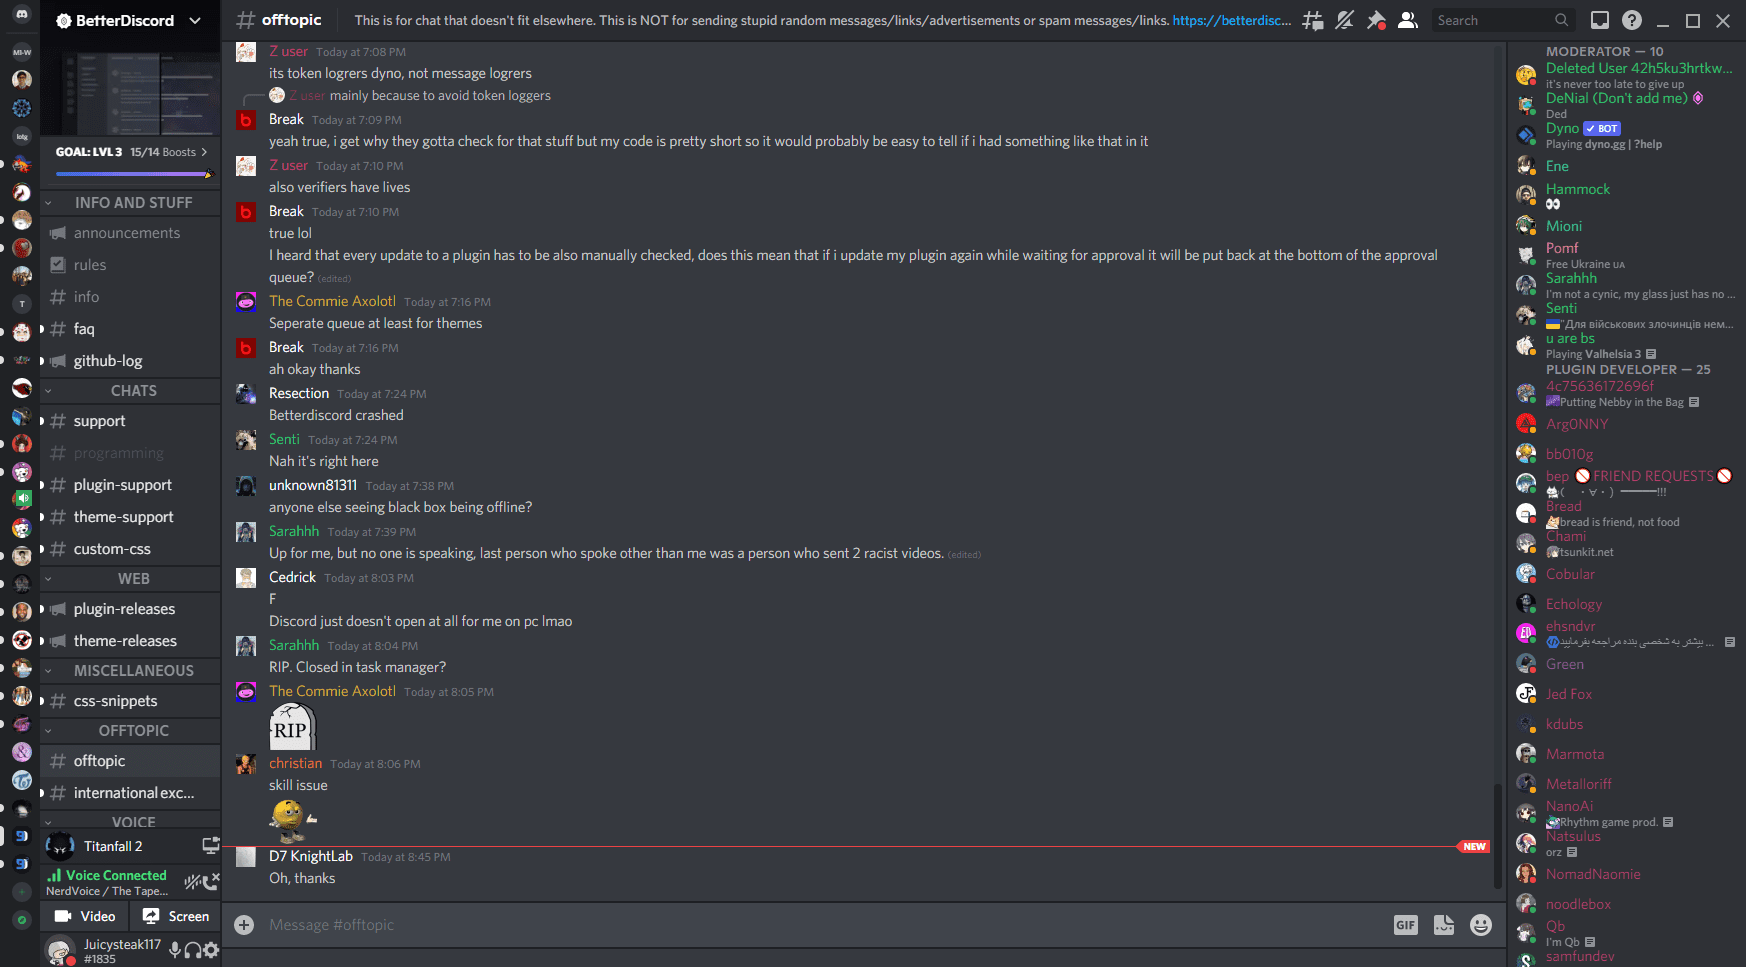 BetterDiscord
GOAL: LVL 3 15/14 Boosts
INFO AND STUFF
announcements
rules
info
faq
github-log
CHATS
support
programming
plugin-support
theme-support
custom-css
WEB
plugin-releases
theme-releases
MISCELLANEOUS
css-snippets
OFFTOPIC
offtopic
international exc...
VOICE
Titanfall 2
Voice Connected
NerdVoice / The Tape...
Video Screen
Juicysteak117
#1835
offtopic
This is for chat that doesn't fit elsewhere. This is NOT for sending stupid random messages/links/advertisements or spam messages/links. https://betterdisc...
Search
Z user Today at 7:08 PM
its token logrers dyno, not message logrers
Z user mainly because to avoid token loggers
Break Today at 7:09 PM
yeah true, i get why they gotta check for that stuff but my code is pretty short so it would probably be easy to tell if i had something like that in it
Z user Today at 7:10 PM
also verifiers have lives
Break Today at 7:10 PM
true lol
I heard that every update to a plugin has to be also manually checked, does this mean that if i update my plugin again while waiting for approval it will be put back at the bottom of the approval
queue? (edited)
The Commie Axolotl Today at 7:16 PM
Seperate queue at least for themes
Break Today at 7:16 PM
ah okay thanks
Resection Today at 7:24 PM
Betterdiscord crashed
Senti Today at 7:24 PM
Nah it's right here
unknown81311 Today at 7:38 PM
anyone else seeing black box being offline?
Sarahhh Today at 7:39 PM
Up for me, but no one is speaking, last person who spoke other than me was a person who sent 2 racist videos. (edited)
Cedrick Today at 8:03 PM
F
Discord just doesn't open at all for me on pc lmao
Sarahhh Today at 8:04 PM
RIP. Closed in task manager?
The Commie Axolotl Today at 8:05 PM
RIP
christian Today at 8:06 PM
skill issue
NEW
D7 KnightLab Today at 8:45 PM
Oh, thanks
Message #offtopic
GIF
MODERATOR — 10
Deleted User 42h5ku3hrtkw...
it's never too late to give up
DeNial (Don't add me)
Ded
Dyno BOT
Playing dyno.gg | ?help
Ene
Hammock
Mioni
Pomf
Free Ukraine UA
Sarahhh
I'm not a cynic, my glass just has no ...
Senti
"Для військових злочинців нем...
u are bs
Playing Valhelsia 3
PLUGIN DEVELOPER — 25
4c75636172696f
Putting Nebby in the Bag
Arg0NNY
bb010g
bep FRIEND REQUESTS
Bread
bread is friend, not food
Chami
tsunkit.net
Cobular
Echology
ehsndvr
بیشتر به شخصی بنده مراجعه بفرمایید ...
Green
Jed Fox
kdubs
Marmota
Metalloriff
NanoAi
Rhythm game prod.
Natsulus
orz
NomadNaomie
noodlebox
Qb
I'm Qb
samfundev